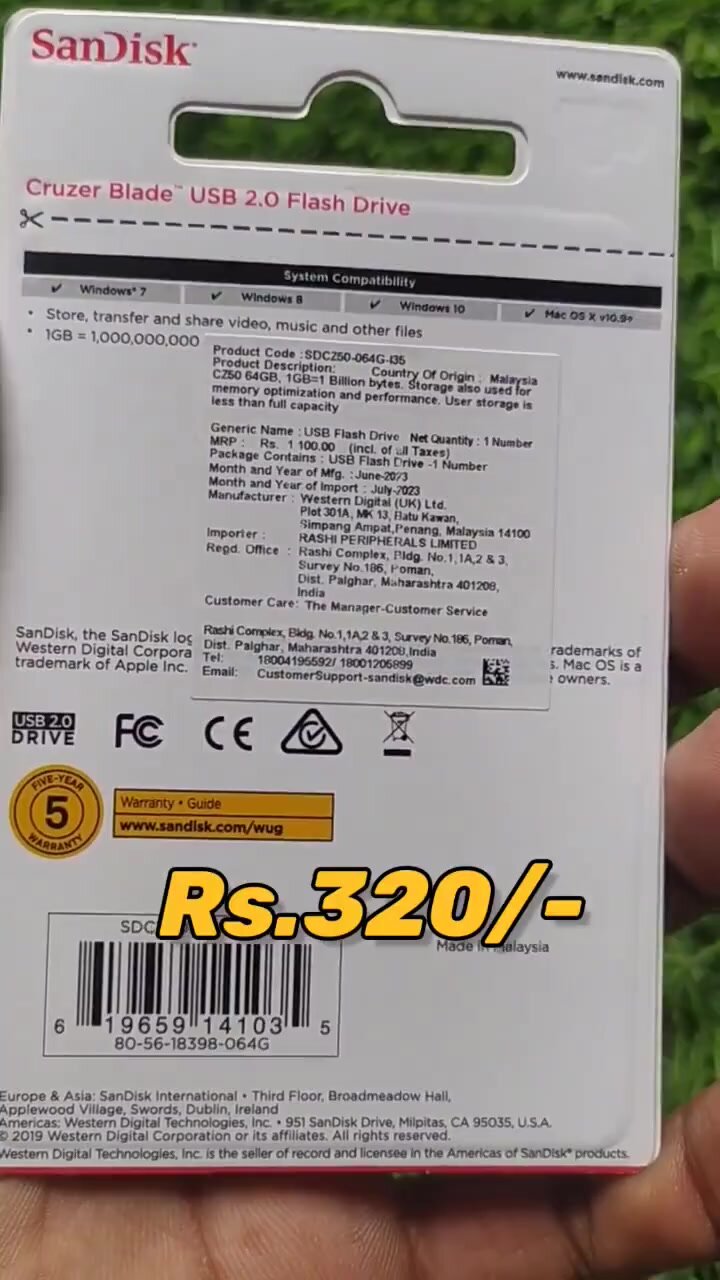 SanDisk®
www.sandisk.com
Cruzer Blade™ USB 2.0 Flash Drive
System Compatibility
✓ Windows® 7 ✓ Windows 8 ✓ Windows 10 ✓ Mac OS X v10.9+
• Store, transfer and share video, music and other files
• 1GB = 1,000,000,000
Product Code : SDCZ50-064G-I35
Product Description: Country Of Origin : Malaysia
CZ50 64GB, 1GB=1 Billion bytes. Storage also used for
memory optimization and performance. User storage is
less than full capacity
Generic Name : USB Flash Drive Net Quantity : 1 Number
MRP : Rs. 1 100.00 (incl. of all Taxes)
Package Contains : USB Flash Drive -1 Number
Month and Year of Mfg. : June-2023
Month and Year of Import : July-2023
Manufacturer : Western Digital (UK) Ltd.
Plot 301A, MK 13, Batu Kawan,
Simpang Ampat, Penang, Malaysia 14100
Importer : RASHI PERIPHERALS LIMITED
Regd. Office : Rashi Complex, Bldg. No.1,1A,2 & 3,
Survey No.186, Poman,
Dist. Palghar, Maharashtra 401208,
India
Customer Care: The Manager-Customer Service
Rashi Complex, Bldg. No.1,1A,2 & 3, Survey No.186, Poman,
Dist. Palghar, Maharashtra 401208,India
Tel: 18004195592/ 18001205899
Email: CustomerSupport-sandisk@wdc.com
SanDisk, the SanDisk
Western Digital
trademark of Apple Inc.
s. Mac OS is a
owners.
USB 2.0
DRIVE
FC CE
FIVE-YEAR
5
WARRANTY
Warranty • Guide
www.sandisk.com/wug
Rs.320/-
SDC
Made in Malaysia
6 19659 14103 5
80-56-18398-064G
Europe & Asia: SanDisk International • Third Floor, Broadmeadow Hall,
Applewood Village, Swords, Dublin, Ireland
Americas: Western Digital Technologies, Inc. • 951 SanDisk Drive, Milpitas, CA 95035, U.S.A.
© 2019 Western Digital Corporation or its affiliates. All rights reserved.
Western Digital Technologies, Inc. is the seller of record and licensee in the Americas of SanDisk® products.